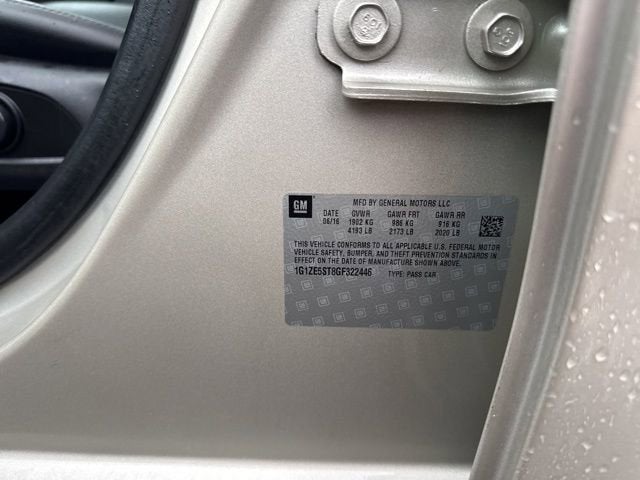 GM
MFD BY GENERAL MOTORS LLC
DATE GVWR GAWR FRT GAWR RR
06/16 1902 KG 986 KG 916 KG
4193 LB 2173 LB 2020 LB
THIS VEHICLE CONFORMS TO ALL APPLICABLE U.S. FEDERAL MOTOR
VEHICLE SAFETY, BUMPER, AND THEFT PREVENTION STANDARDS IN
EFFECT ON THE DATE OF MANUFACTURE SHOWN ABOVE.
1G1ZE5ST8GF322446 TYPE: PASS CAR